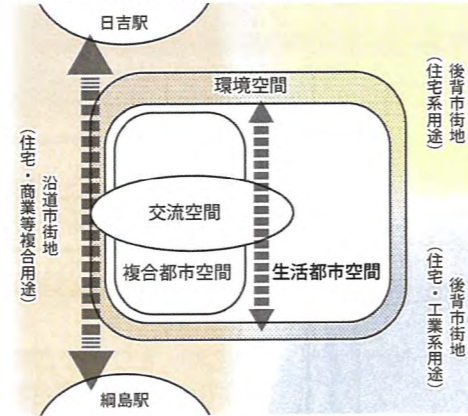 日吉駅
環境空間
後背市街地
(住宅系用途)
沿道市街地
(住宅・商業等複合用途)
交流空間
複合都市空間
生活都市空間
後背市街地
(住宅・工業系用途)
綱島駅